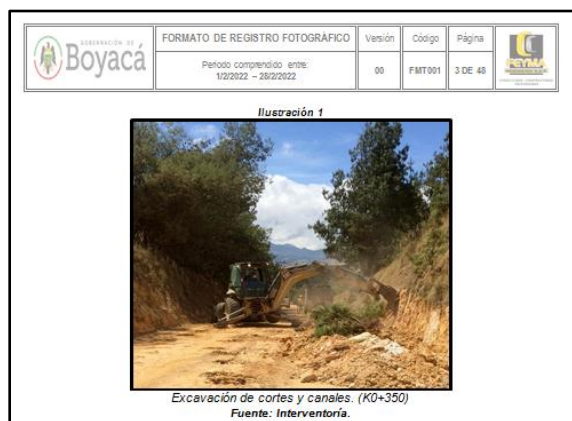 GOBERNACIÓN DE
Boyacá
FORMATO DE REGISTRO FOTOGRÁFICO
Versión
Código
Página
Periodo comprendido entre:
1/2/2022 – 28/2/2022
00
FMT001
3 DE 48
FEYMA
Ilustración 1
Excavación de cortes y canales. (K0+350)
Fuente: Interventoría.